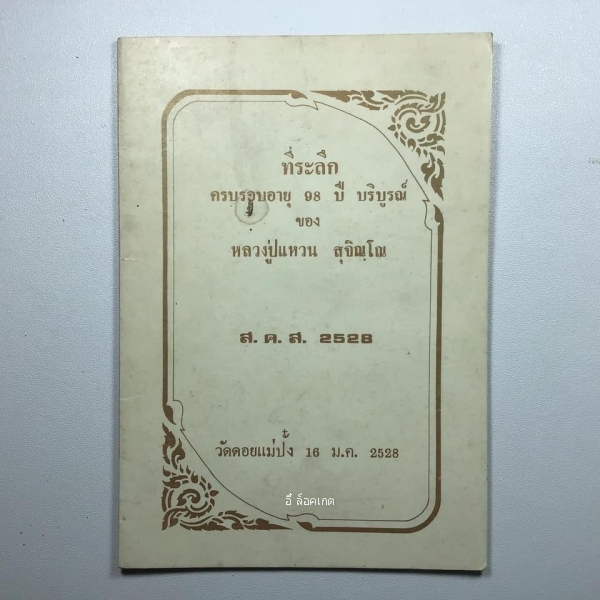 ที่ระลึก
ครบรอบอายุ 98 ปี บริบูรณ์
ของ
หลวงปู่แหวน สุจิณฺโณ
ส.ค.ส. 2528
วัดดอยแม่ปั๋ง 16 ม.ค. 2528
อี๋ ล็อคเกต